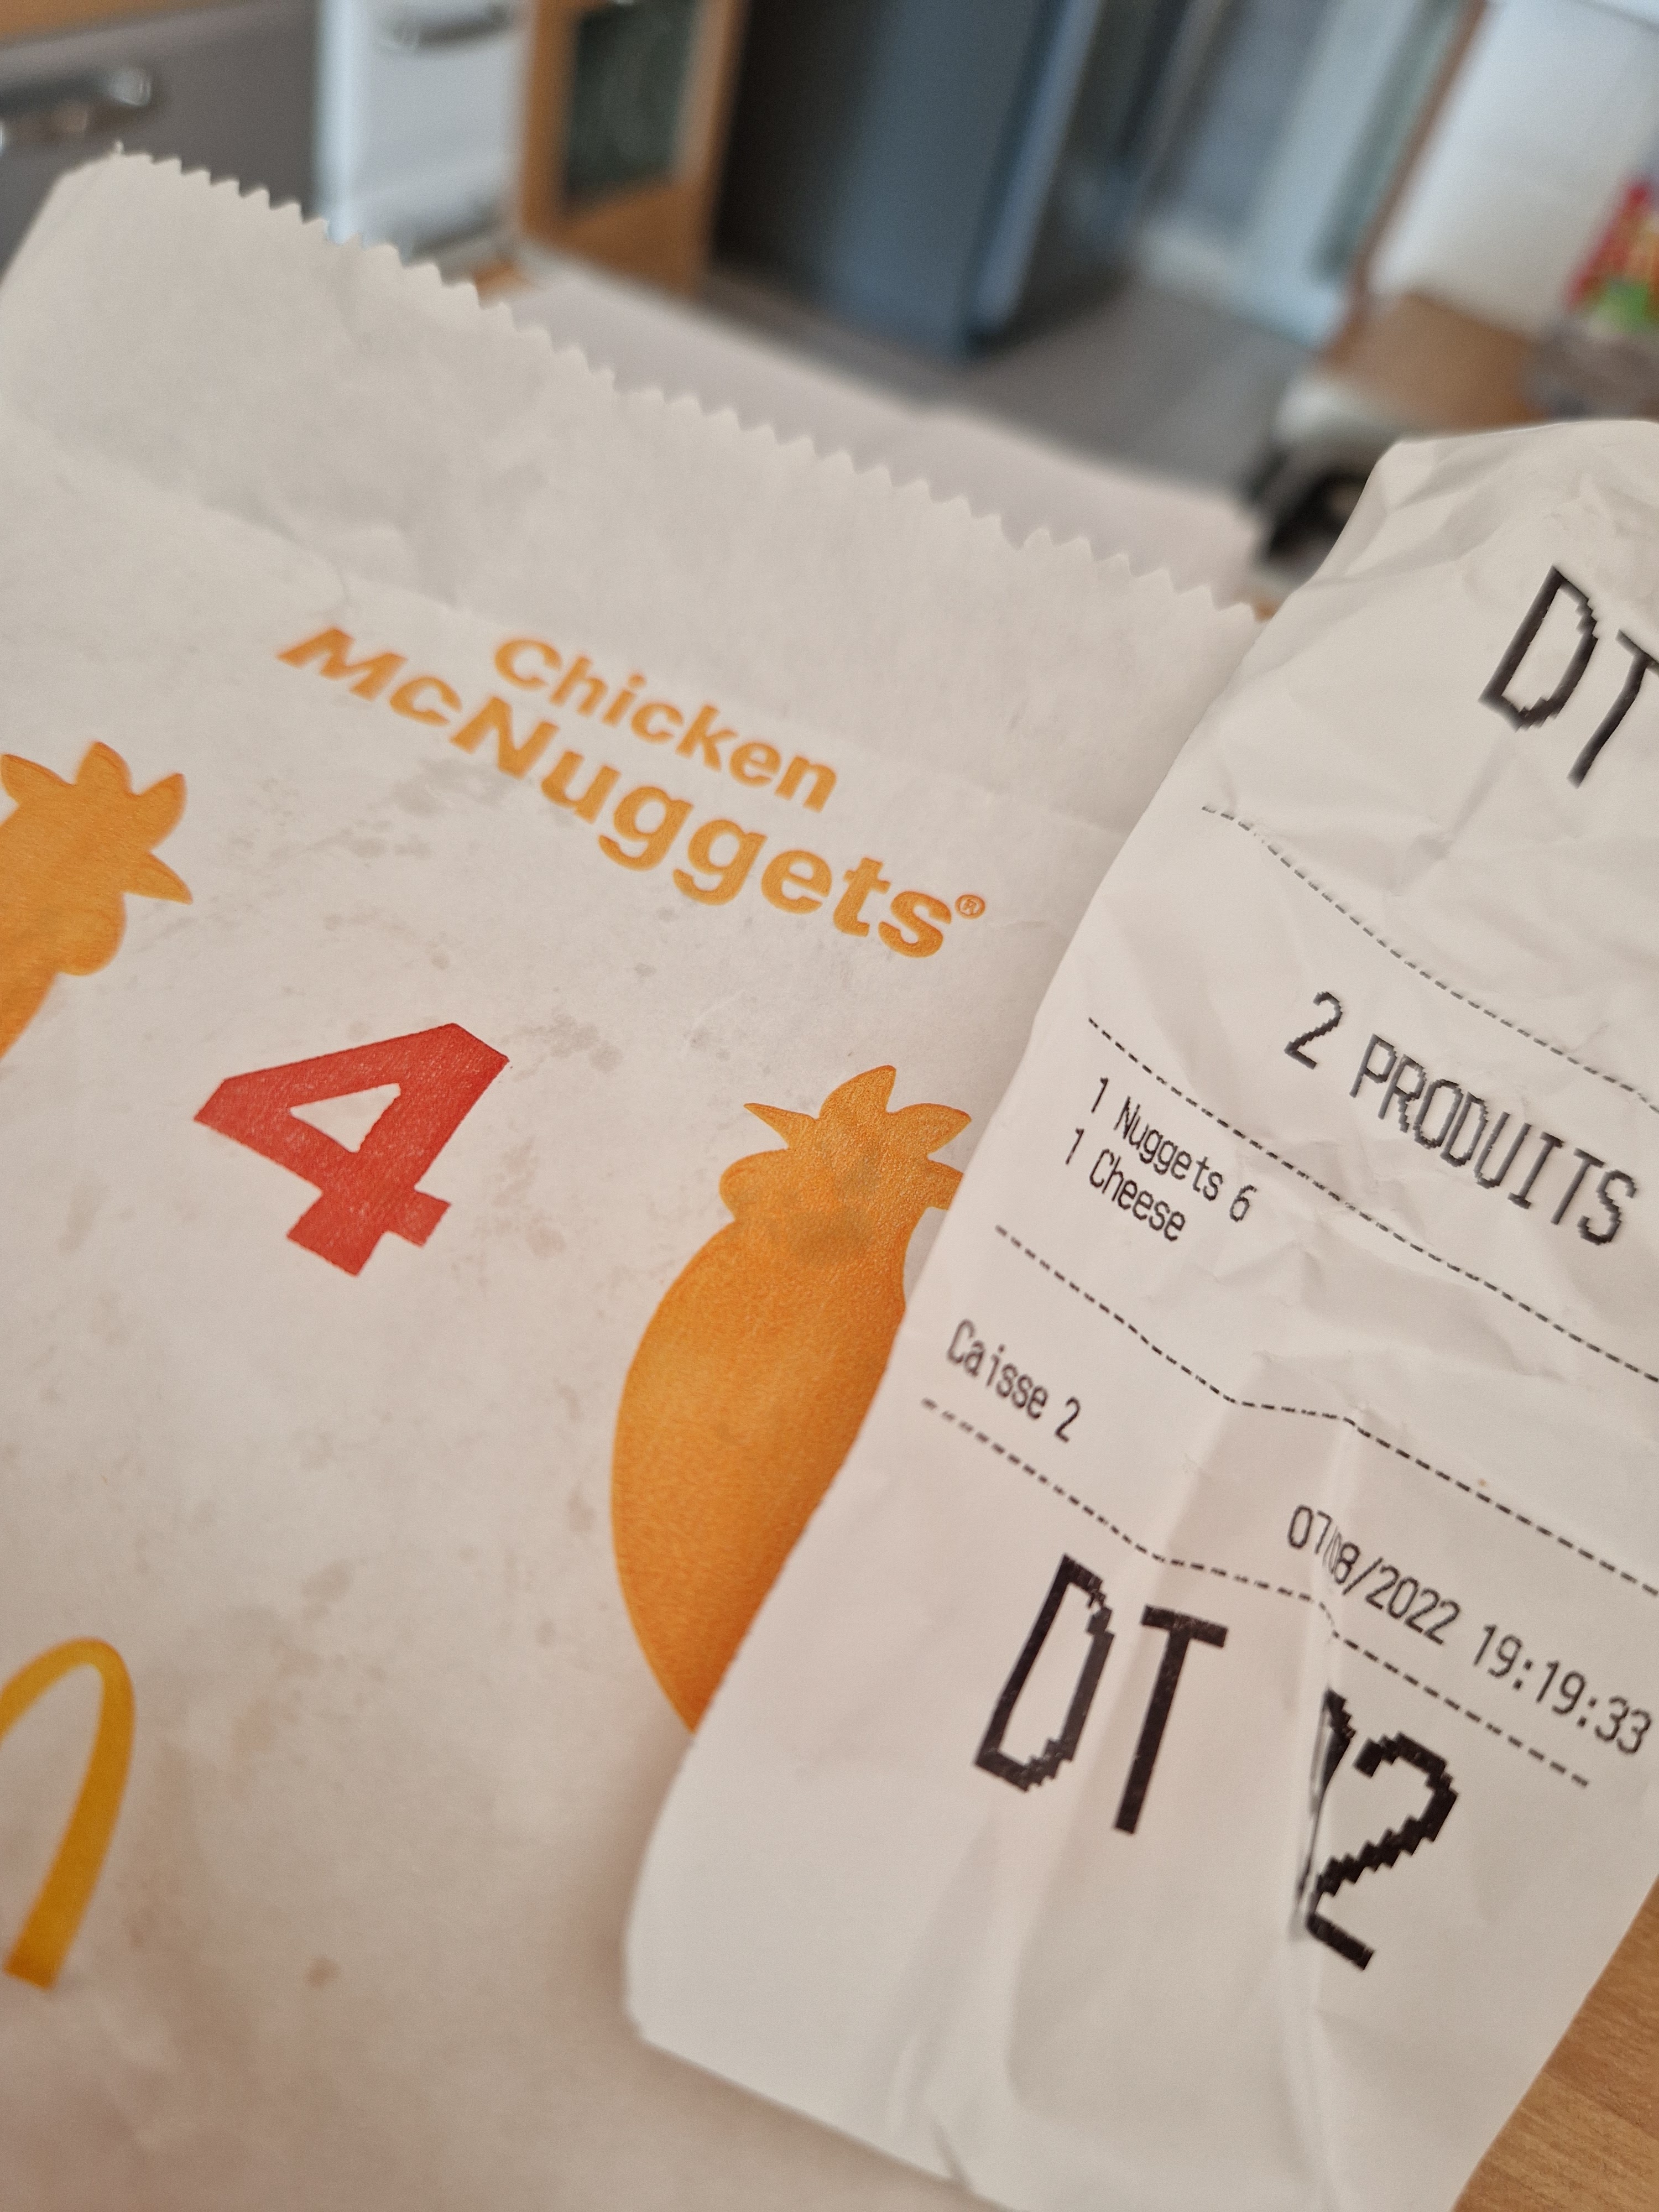 Chicken
McNuggets®
4
DT
2 PRODUITS
1 Nuggets 6
1 Cheese
Caisse 2
07/08/2022 19:19:33
DT